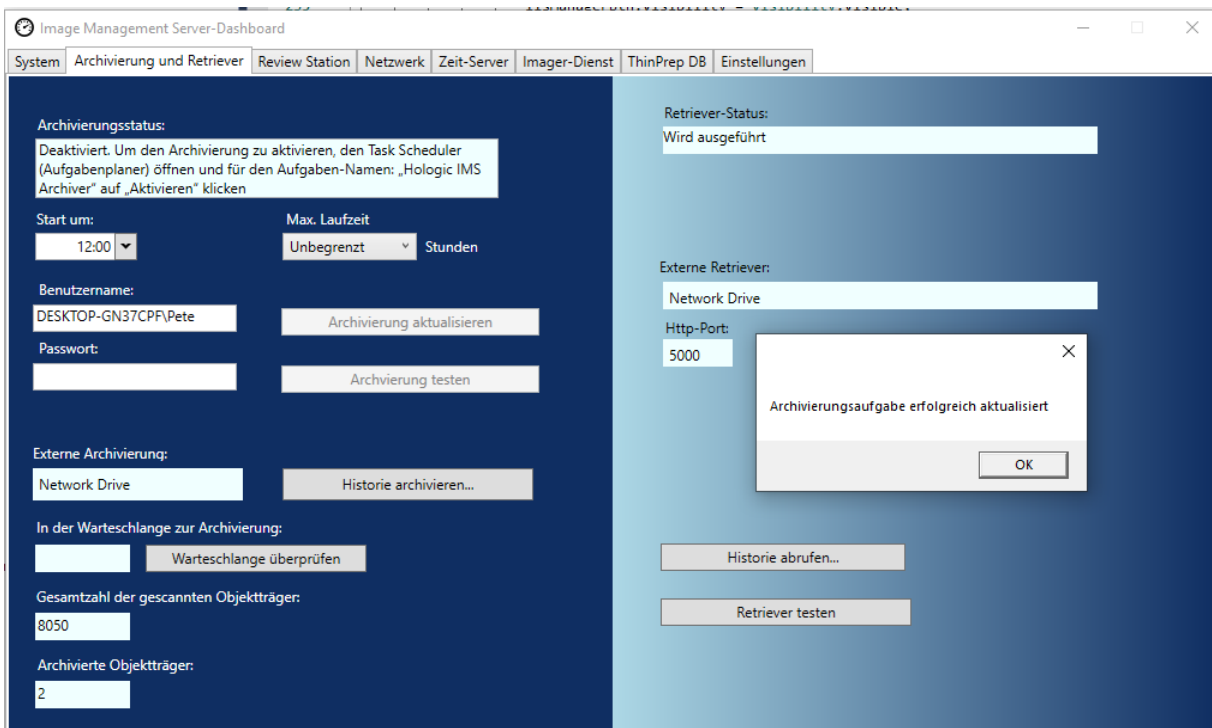 Image Management Server-Dashboard
System Archivierung und Retriever Review Station Netzwerk Zeit-Server Imager-Dienst ThinPrep DB Einstellungen
Archivierungsstatus:
Deaktiviert. Um den Archivierung zu aktivieren, den Task Scheduler
(Aufgabenplaner) öffnen und für den Aufgaben-Namen: „Hologic IMS
Archiver“ auf „Aktivieren“ klicken
Start um:
12:00
Max. Laufzeit
Unbegrenzt Stunden
Benutzername:
DESKTOP-GN37CPF\Pete
Archivierung aktualisieren
Passwort:
Archvierung testen
Externe Archivierung:
Network Drive
Historie archivieren...
In der Warteschlange zur Archivierung:
Warteschlange überprüfen
Gesamtzahl der gescannten Objektträger:
8050
Archivierte Objektträger:
2
Retriever-Status:
Wird ausgeführt
Externe Retriever:
Network Drive
Http-Port:
5000
Archivierungsaufgabe erfolgreich aktualisiert
OK
Historie abrufen...
Retriever testen